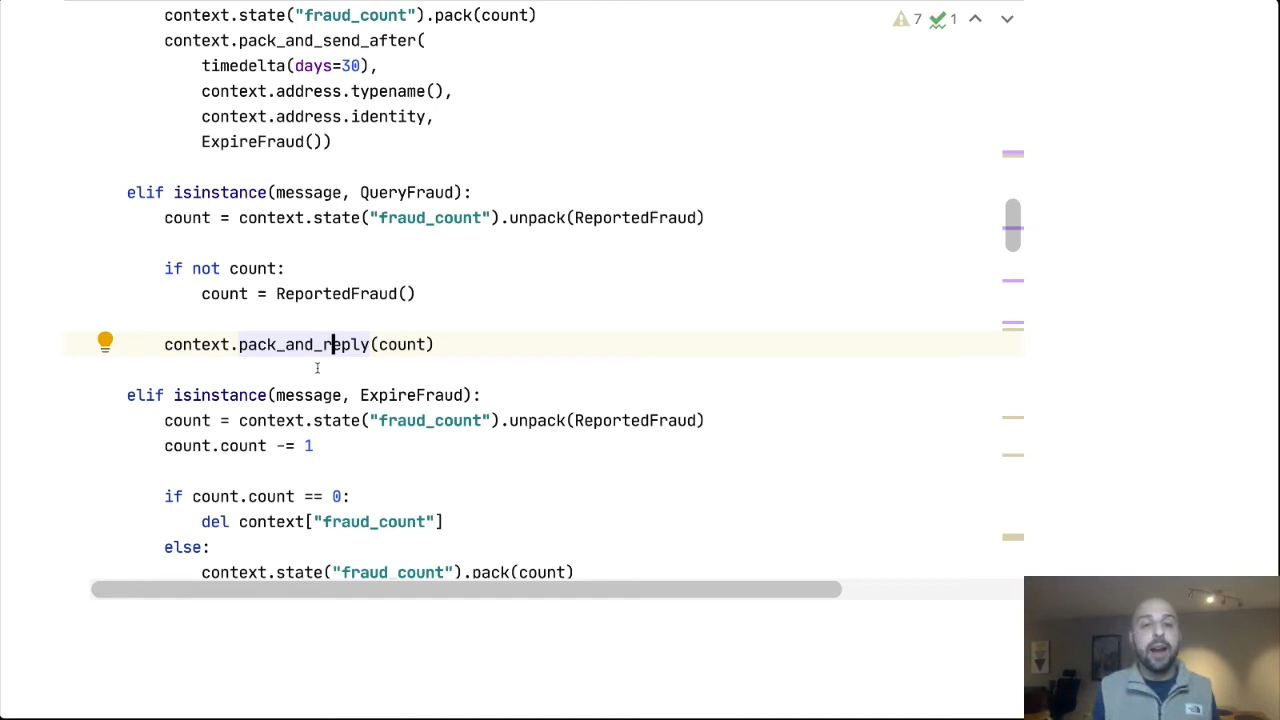 context.state("fraud_count").pack(count)
7 1
context.pack_and_send_after(
timedelta(days=30),
context.address.typename(),
context.address.identity,
ExpireFraud())
elif isinstance(message, QueryFraud):
count = context.state("fraud_count").unpack(ReportedFraud)
if not count:
count = ReportedFraud()
context.pack_and_reply(count)
elif isinstance(message, ExpireFraud):
count = context.state("fraud_count").unpack(ReportedFraud)
count.count -= 1
if count.count == 0:
del context["fraud_count"]
else:
context.state("fraud_count").pack(count)